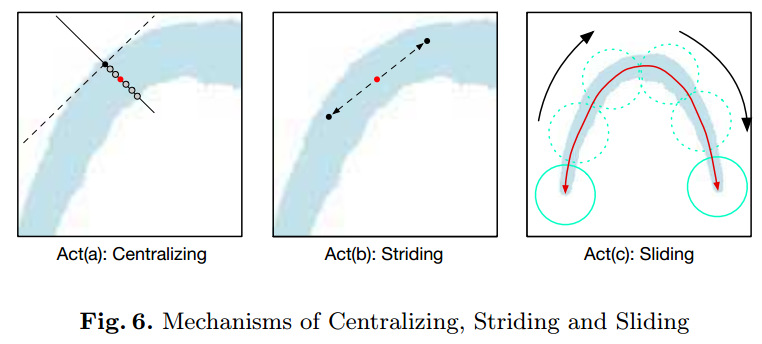 Act(a): Centralizing
Act(b): Striding
Act(c): Sliding
Fig. 6. Mechanisms of Centralizing, Striding and Sliding